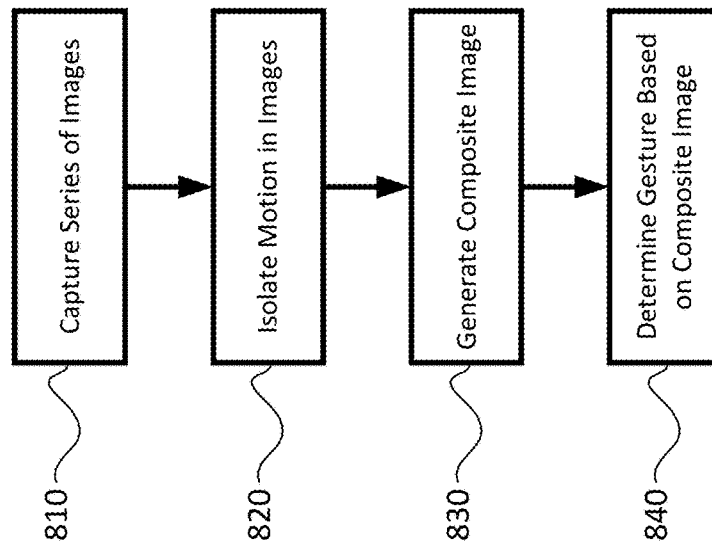 810
Capture Series of Images
820
Isolate Motion in Images
830
Generate Composite Image
840
Determine Gesture Based
on Composite Image